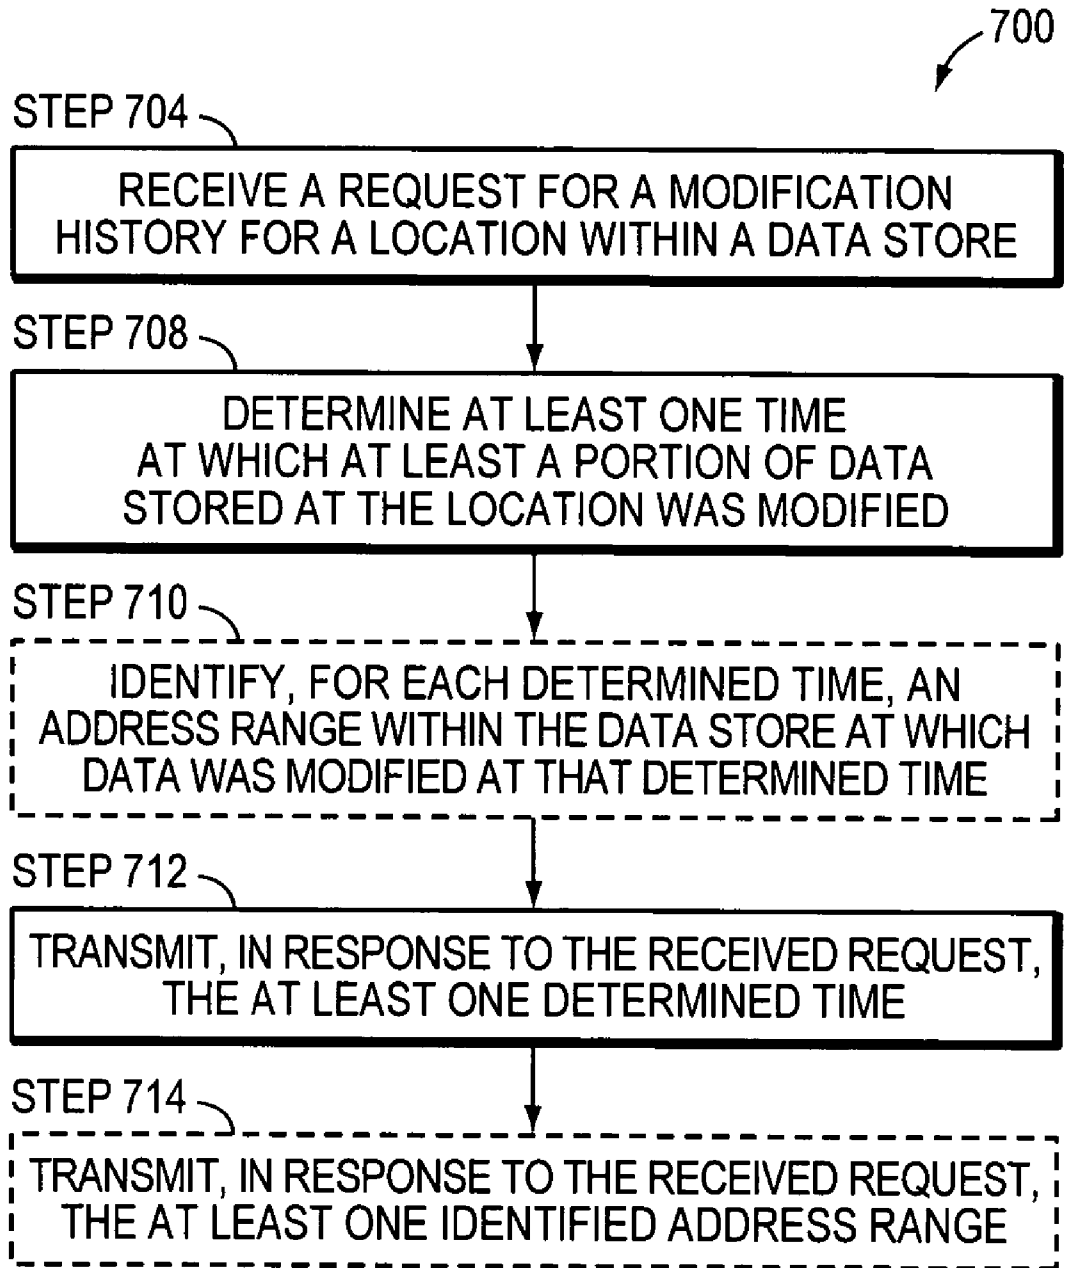 700
STEP 704
RECEIVE A REQUEST FOR A MODIFICATION
HISTORY FOR A LOCATION WITHIN A DATA STORE
STEP 708
DETERMINE AT LEAST ONE TIME
AT WHICH AT LEAST A PORTION OF DATA
STORED AT THE LOCATION WAS MODIFIED
STEP 710
IDENTIFY, FOR EACH DETERMINED TIME, AN
ADDRESS RANGE WITHIN THE DATA STORE AT WHICH
DATA WAS MODIFIED AT THAT DETERMINED TIME
STEP 712
TRANSMIT, IN RESPONSE TO THE RECEIVED REQUEST,
THE AT LEAST ONE DETERMINED TIME
STEP 714
TRANSMIT, IN RESPONSE TO THE RECEIVED REQUEST,
THE AT LEAST ONE IDENTIFIED ADDRESS RANGE